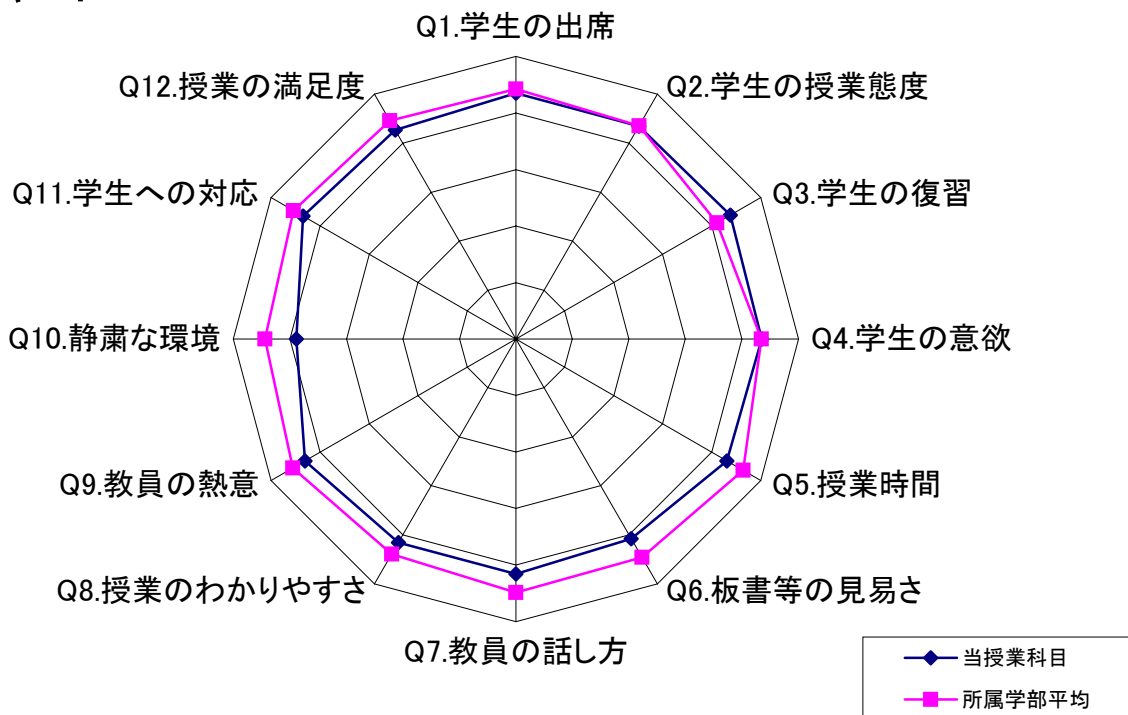 Q1.学生の出席
Q2.学生の授業態度
Q3.学生の復習
Q4.学生の意欲
Q5.授業時間
Q6.板書等の見易さ
Q7.教員の話し方
Q8.授業のわかりやすさ
Q9.教員の熱意
Q10.静粛な環境
Q11.学生への対応
Q12.授業の満足度
当授業科目
所属学部平均